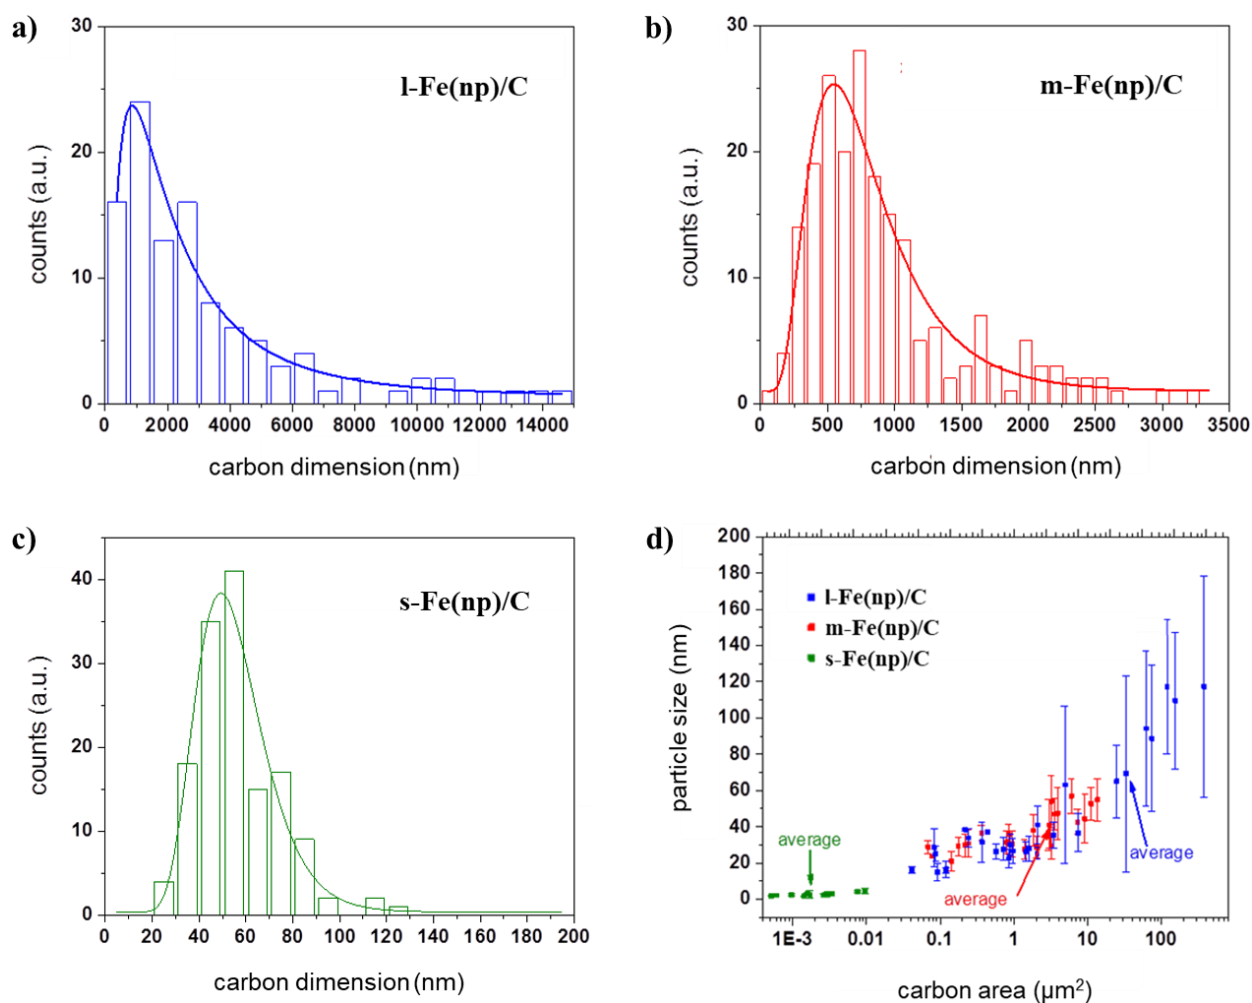 a)
l-Fe(np)/C
30
20
10
0
counts (a.u.)
0 2000 4000 6000 8000 10000 12000 14000
carbon dimension (nm)
b)
m-Fe(np)/C
30
20
10
0
counts (a.u.)
0 500 1000 1500 2000 2500 3000 3500
carbon dimension (nm)
c)
s-Fe(np)/C
40
30
20
10
0
counts (a.u.)
0 20 40 60 80 100 120 140 160 180 200
carbon dimension (nm)
d)
200
180
160
140
120
100
80
60
40
20
0
particle size (nm)
l-Fe(np)/C
m-Fe(np)/C
s-Fe(np)/C
average
average
average
1E-3 0.01 0.1 1 10 100
carbon area (µm²)